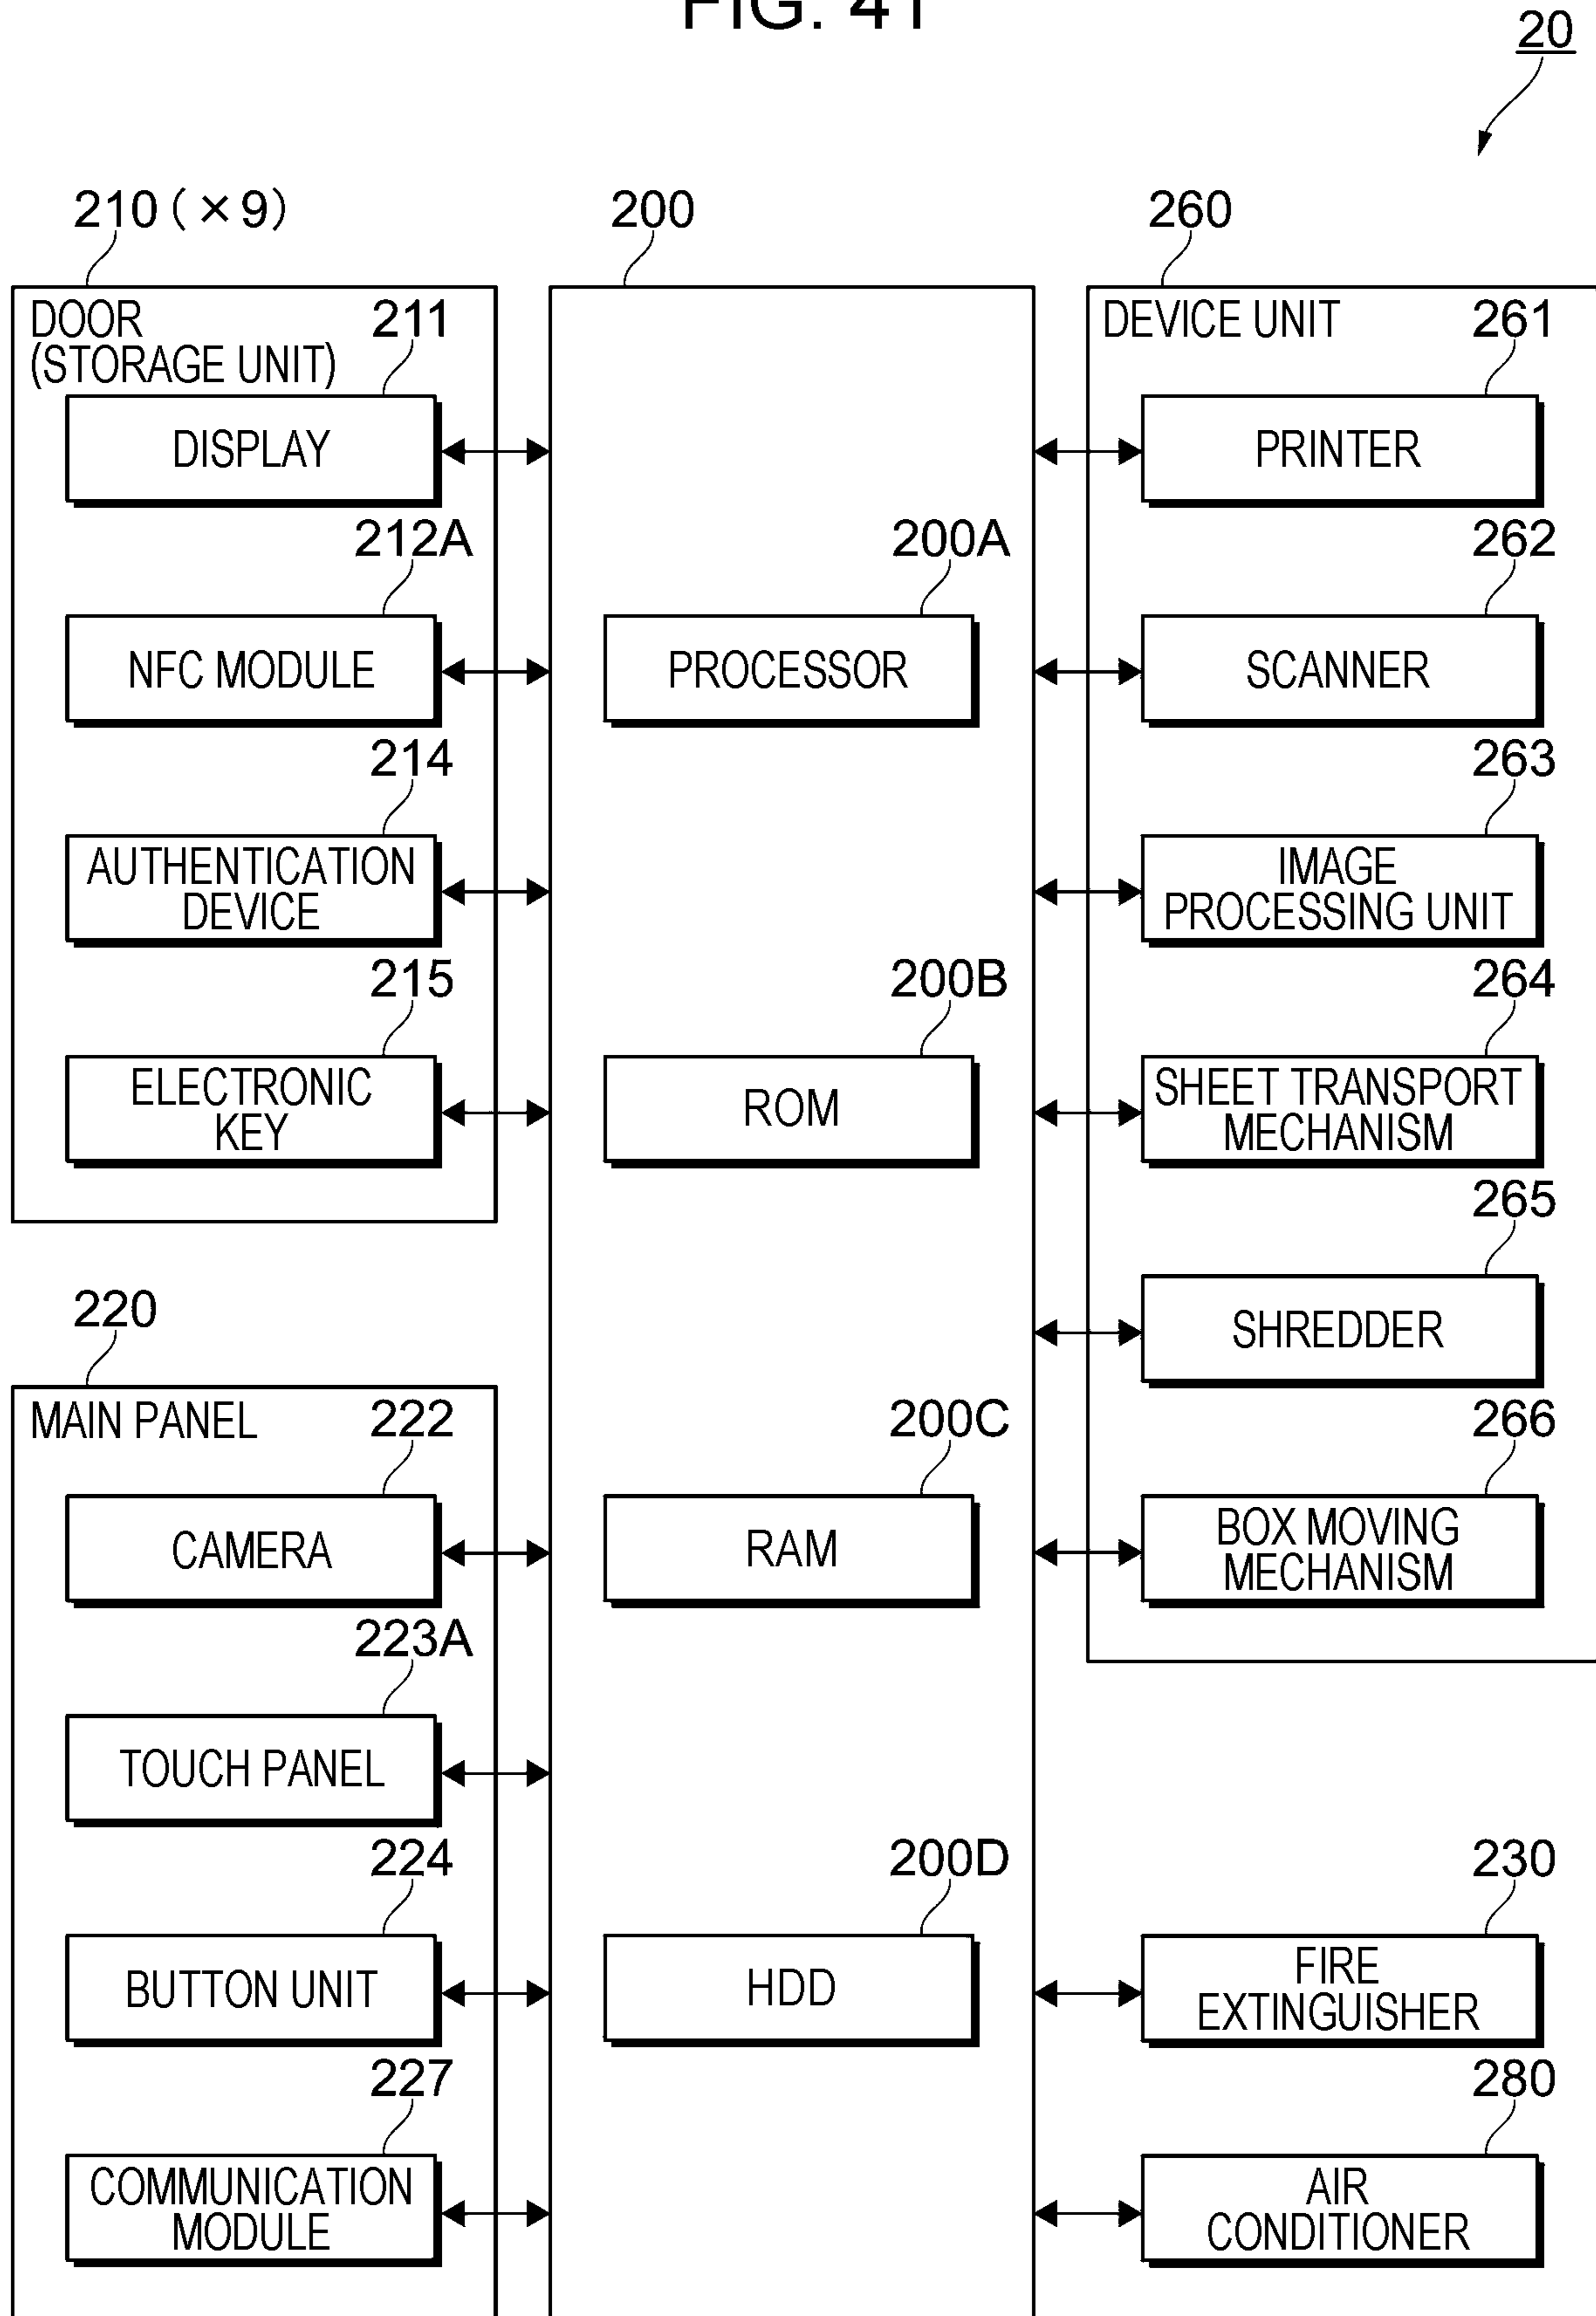 FIG. 41
20
210 (×9)
200
260
DOOR
(STORAGE UNIT)
211
DISPLAY
212A
NFC MODULE
214
AUTHENTICATION
DEVICE
215
ELECTRONIC
KEY
220
MAIN PANEL
222
CAMERA
223A
TOUCH PANEL
224
BUTTON UNIT
227
COMMUNICATION
MODULE
200A
PROCESSOR
200B
ROM
200C
RAM
200D
HDD
DEVICE UNIT
261
PRINTER
262
SCANNER
263
IMAGE
PROCESSING UNIT
264
SHEET TRANSPORT
MECHANISM
265
SHREDDER
266
BOX MOVING
MECHANISM
230
FIRE
EXTINGUISHER
280
AIR
CONDITIONER